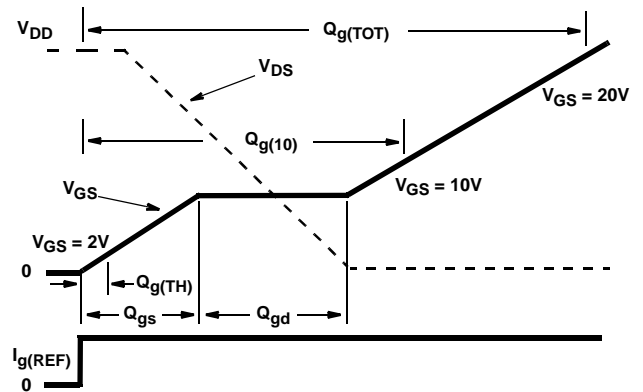 V_DD
Q_g(TOT)
V_DS
V_GS = 20V
Q_g(10)
V_GS
V_GS = 10V
V_GS = 2V
0
Q_g(TH)
Q_gs
Q_gd
I_g(REF)
0